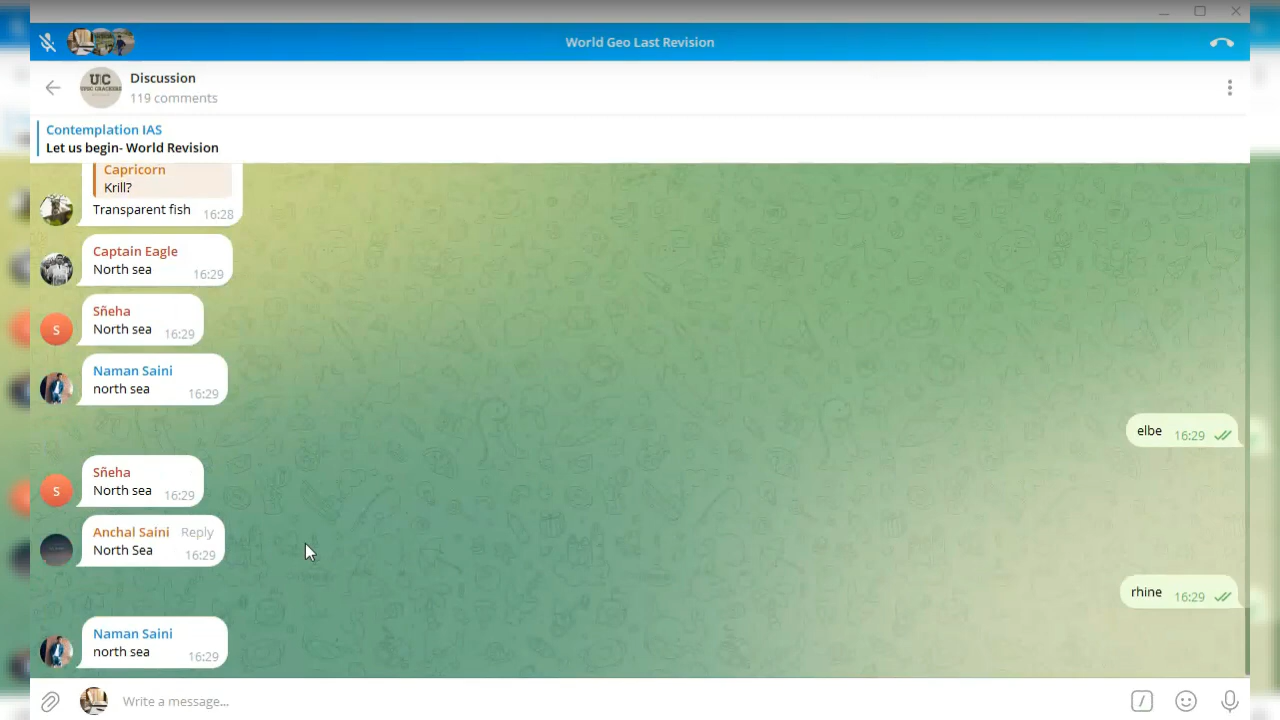 World Geo Last Revision
UC
UPSC CRACKERS
Discussion
119 comments
Contemplation IAS
Let us begin- World Revision
Capricorn
Krill?
Transparent fish 16:28
Captain Eagle
North sea 16:29
Sñeha
S North sea 16:29
Naman Saini
north sea 16:29
elbe 16:29
Sñeha
S North sea 16:29
Anchal Saini Reply
North Sea 16:29
rhine 16:29
Naman Saini
north sea 16:29
Write a message...